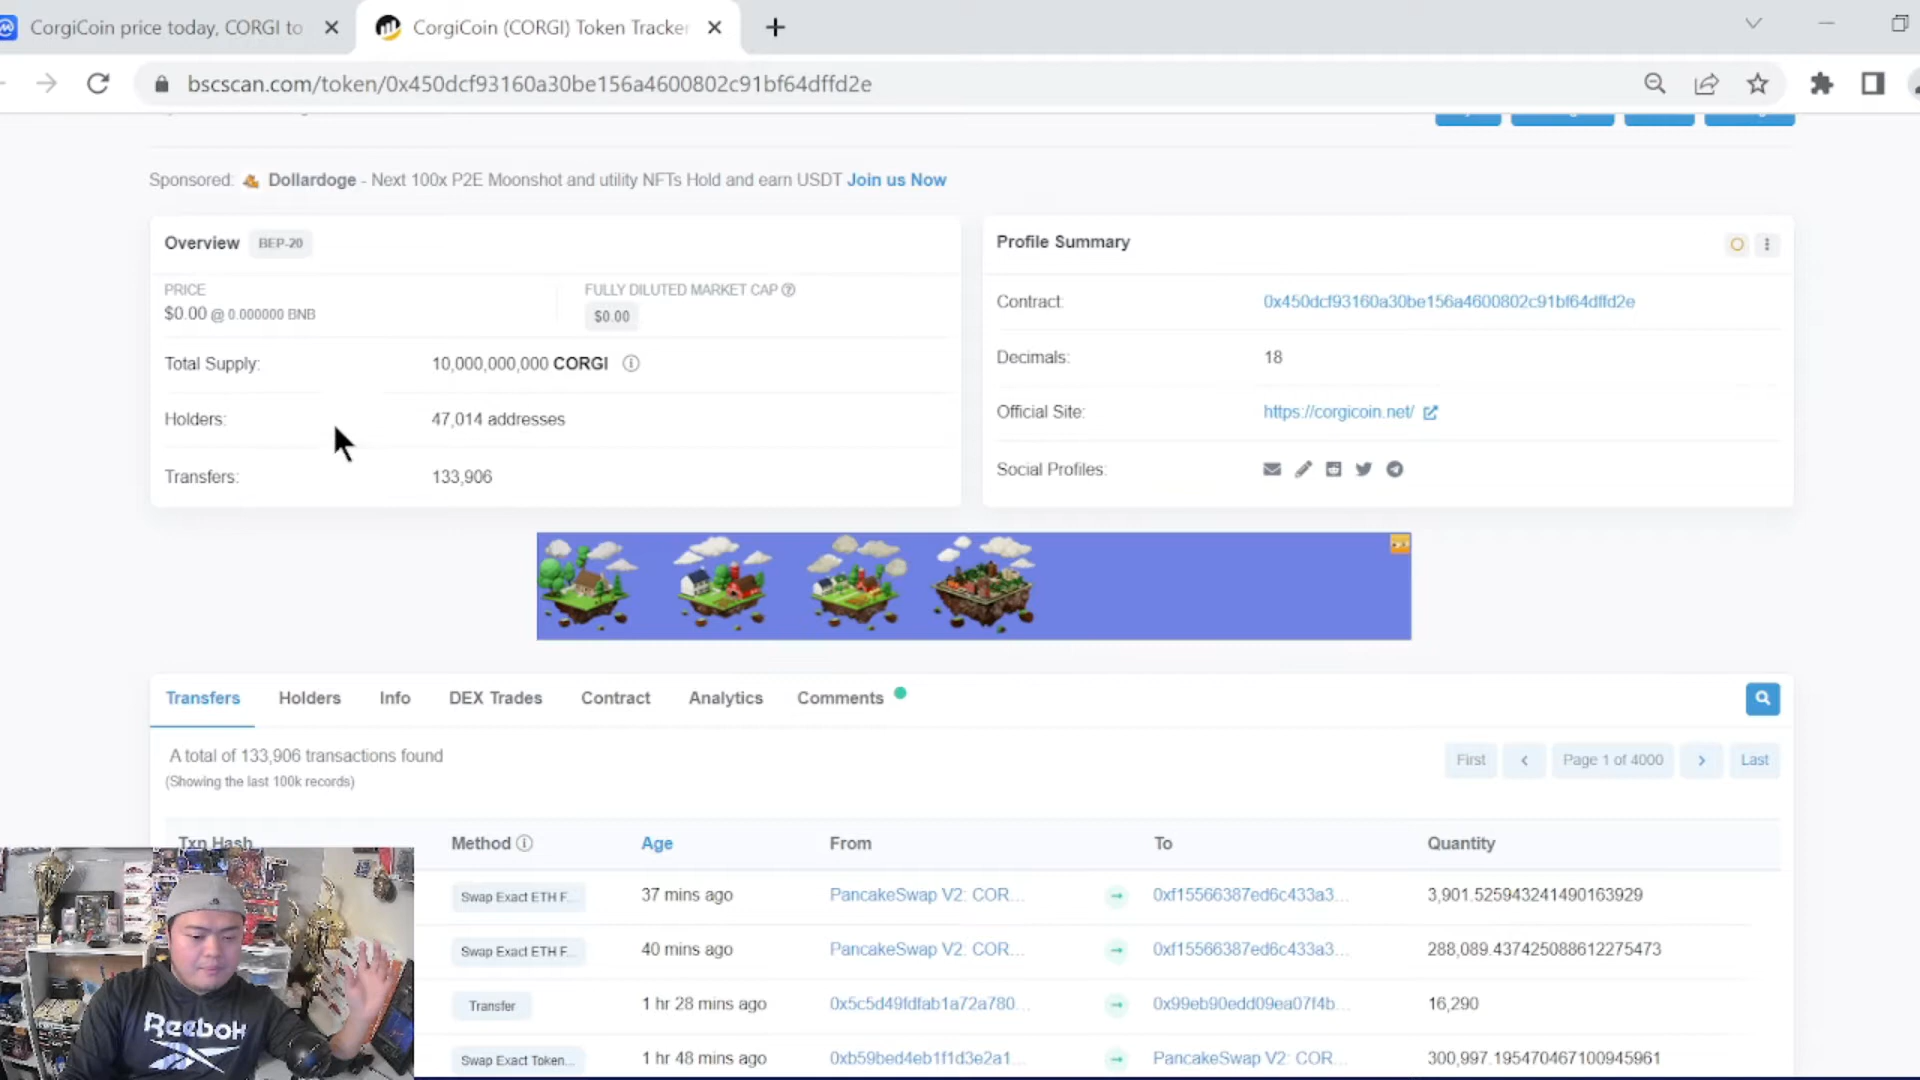 CorgiCoin price today, CORGI to
CorgiCoin (CORGI) Token Tracker
bscscan.com/token/0x450dcf93160a30be156a4600802c91bf64dffd2e
Sponsored: Dollardoge - Next 100x P2E Moonshot and utility NFTs Hold and earn USDT Join us Now
Overview BEP-20
PRICE
$0.00 @ 0.000000 BNB
FULLY DILUTED MARKET CAP
$0.00
Total Supply: 10,000,000,000 CORGI
Holders: 47,014 addresses
Transfers: 133,906
Profile Summary
Contract: 0x450dcf93160a30be156a4600802c91bf64dffd2e
Decimals: 18
Official Site: https://corgicoin.net/
Social Profiles:
Transfers Holders Info DEX Trades Contract Analytics Comments
A total of 133,906 transactions found
(Showing the last 100k records)
First Page 1 of 4000 Last
Txn Hash Method Age From To Quantity
Swap Exact ETH F... 37 mins ago PancakeSwap V2: COR... 0xf15566387ed6c433a3... 3,901.525943241490163929
Swap Exact ETH F... 40 mins ago PancakeSwap V2: COR... 0xf15566387ed6c433a3... 288,089.437425088612275473
Transfer 1 hr 28 mins ago 0x5c5d49fdfab1a72a780... 0x99eb90edd09ea07f4b... 16,290
Swap Exact Token... 1 hr 48 mins ago 0xb59bed4eb1f1d3e2a1... PancakeSwap V2: COR... 300,997.195470467100945961
Reebok